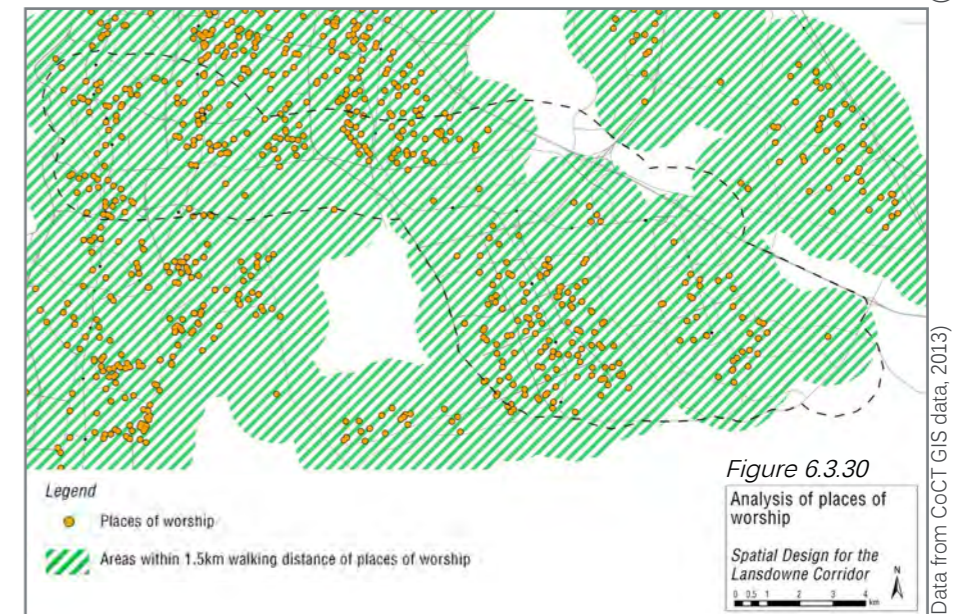 Legend
Places of worship
Areas within 1.5km walking distance of places of worship
Figure 6.3.30
Analysis of places of
worship
Spatial Design for the
Lansdowne Corridor
N
0 0.5 1 2 3 4
km
Data from CoCT GIS data, 2013)